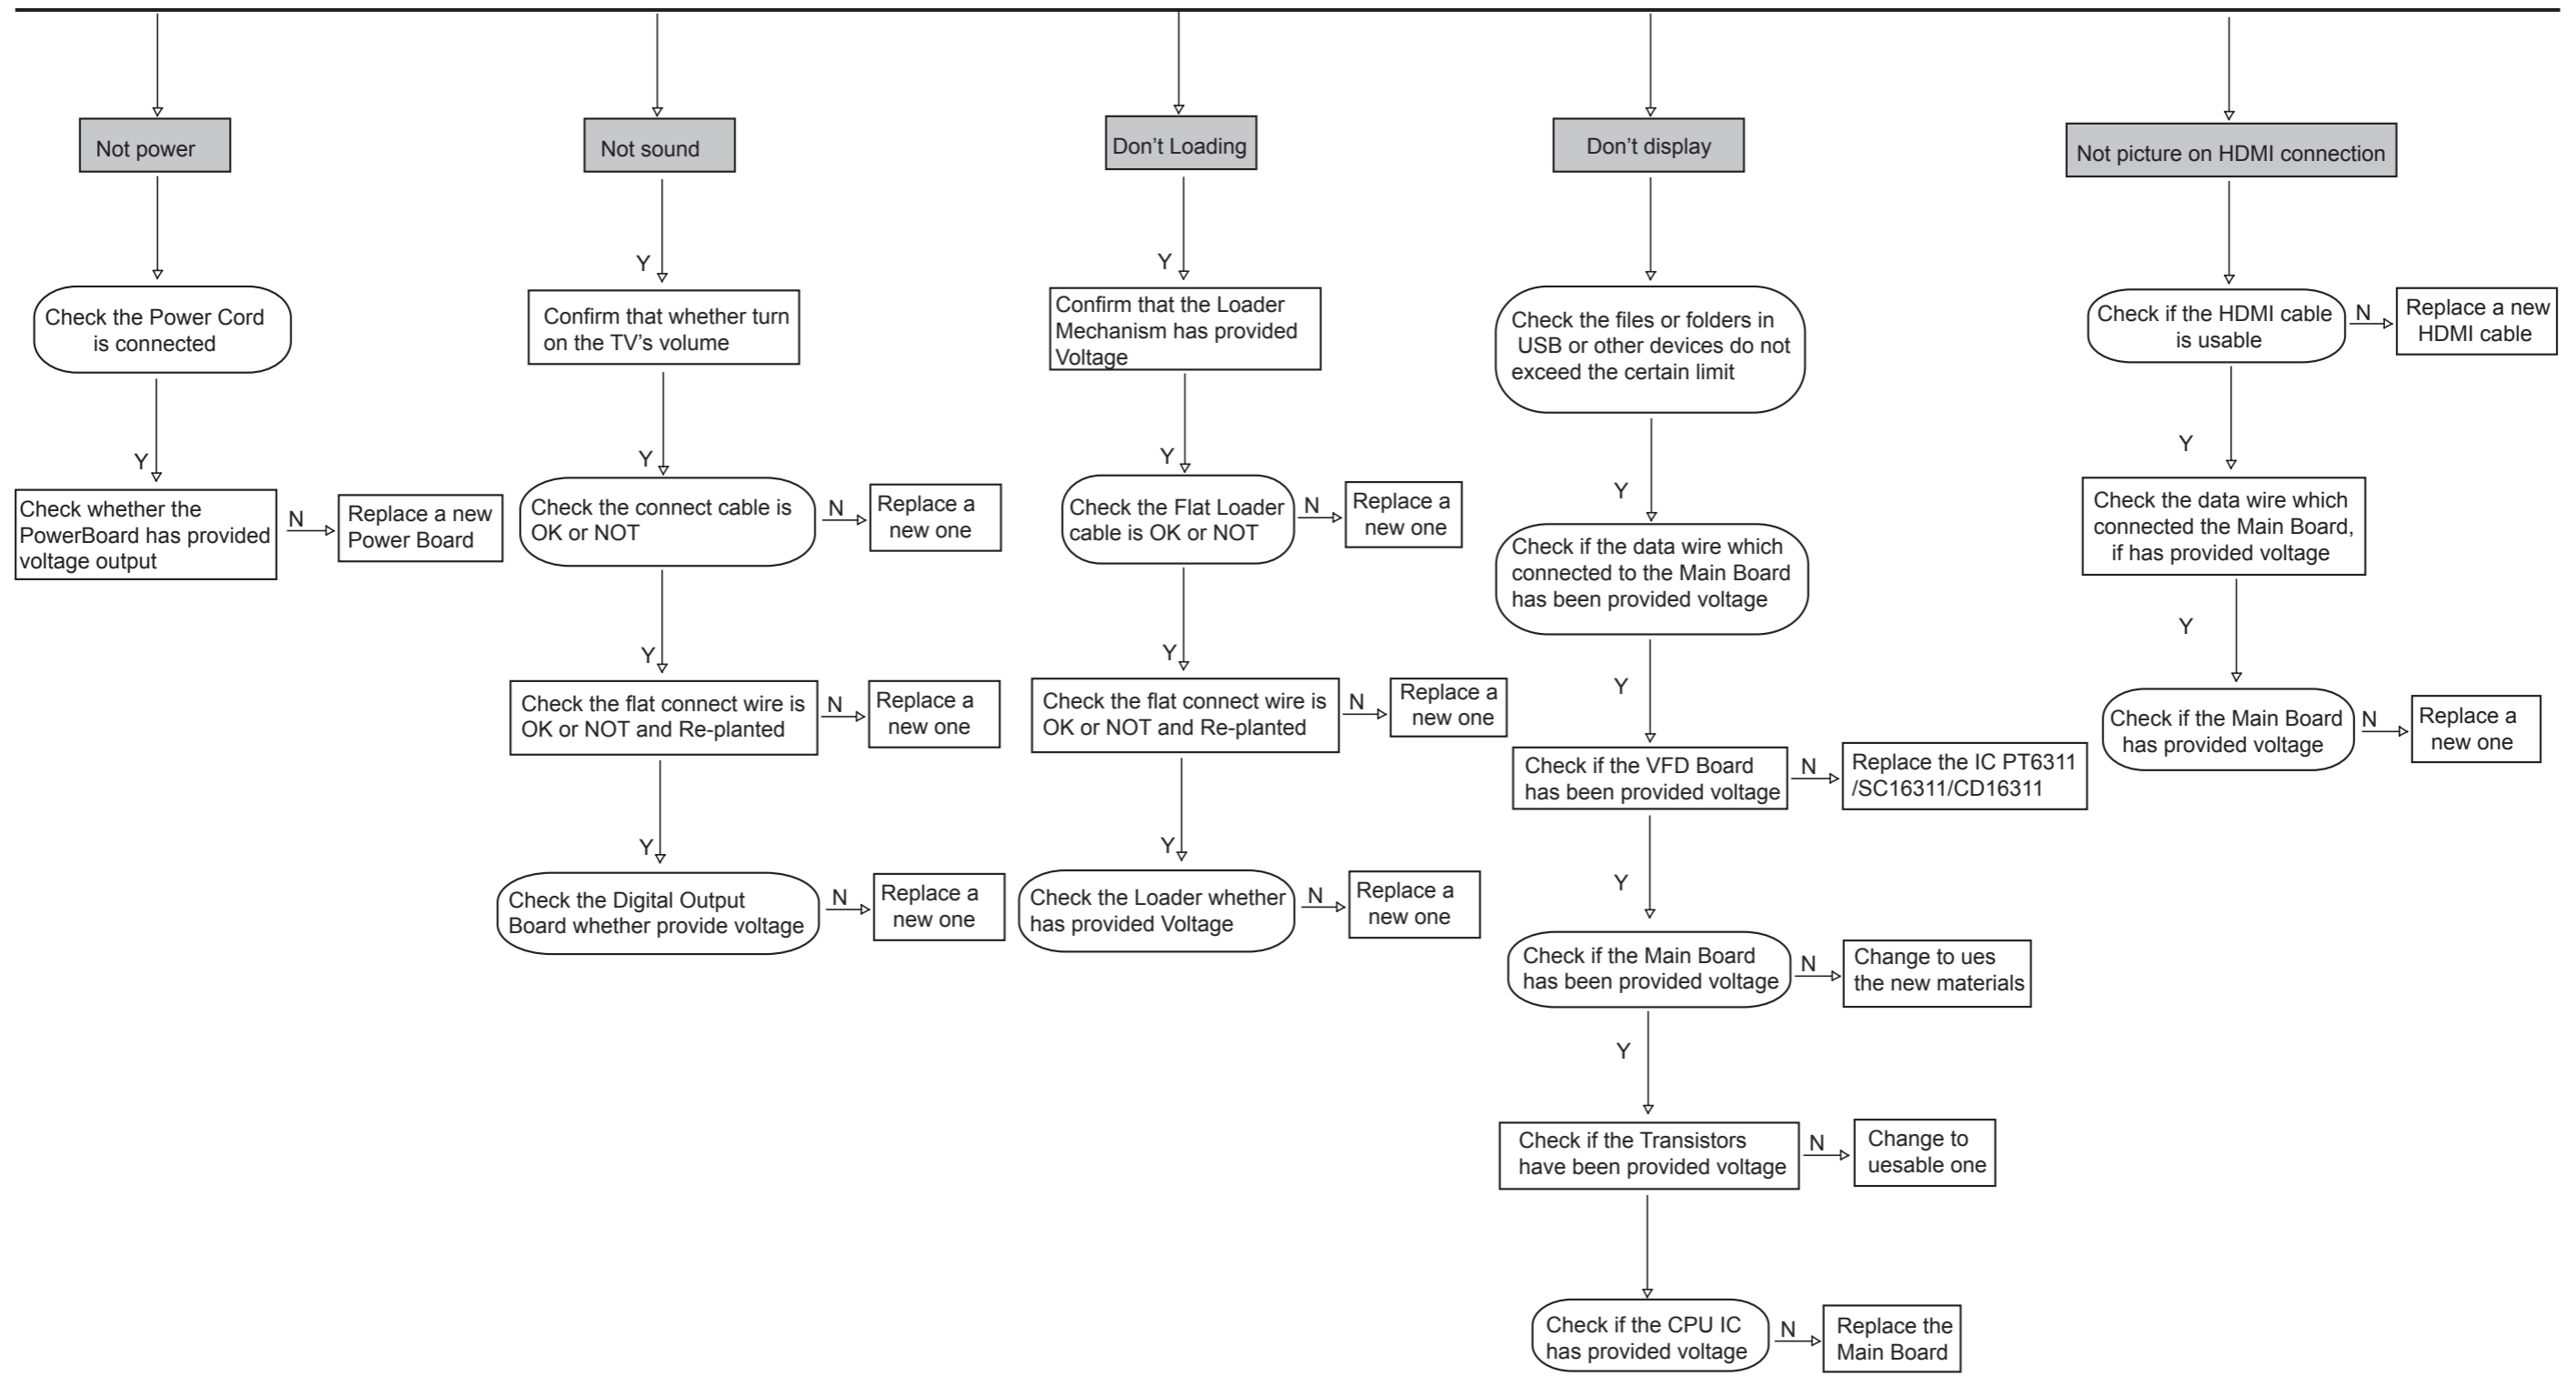 Not power
Check the Power Cord
is connected
Y
Check whether the
PowerBoard has provided
voltage output
N
Replace a new
Power Board
Not sound
Y
Confirm that whether turn
on the TV's volume
Y
Check the connect cable is
OK or NOT
N
Replace a
new one
Y
Check the flat connect wire is
OK or NOT and Re-planted
N
Replace a
new one
Y
Check the Digital Output
Board whether provide voltage
N
Replace a
new one
Don't Loading
Y
Confirm that the Loader
Mechanism has provided
Voltage
Y
Check the Flat Loader
cable is OK or NOT
N
Replace a
new one
Y
Check the flat connect wire is
OK or NOT and Re-planted
N
Replace a
new one
Y
Check the Loader whether
has provided Voltage
N
Replace a
new one
Don't display
Check the files or folders in
USB or other devices do not
exceed the certain limit
Y
Check if the data wire which
connected to the Main Board
has been provided voltage
Y
Check if the VFD Board
has been provided voltage
N
Replace the IC PT6311
/SC16311/CD16311
Y
Check if the Main Board
has been provided voltage
N
Change to ues
the new materials
Y
Check if the Transistors
have been provided voltage
N
Change to
uesable one
Check if the CPU IC
has provided voltage
N
Replace the
Main Board
Not picture on HDMI connection
Check if the HDMI cable
is usable
N
Replace a new
HDMI cable
Y
Check the data wire which
connected the Main Board,
if has provided voltage
Y
Check if the Main Board
has provided voltage
N
Replace a
new one